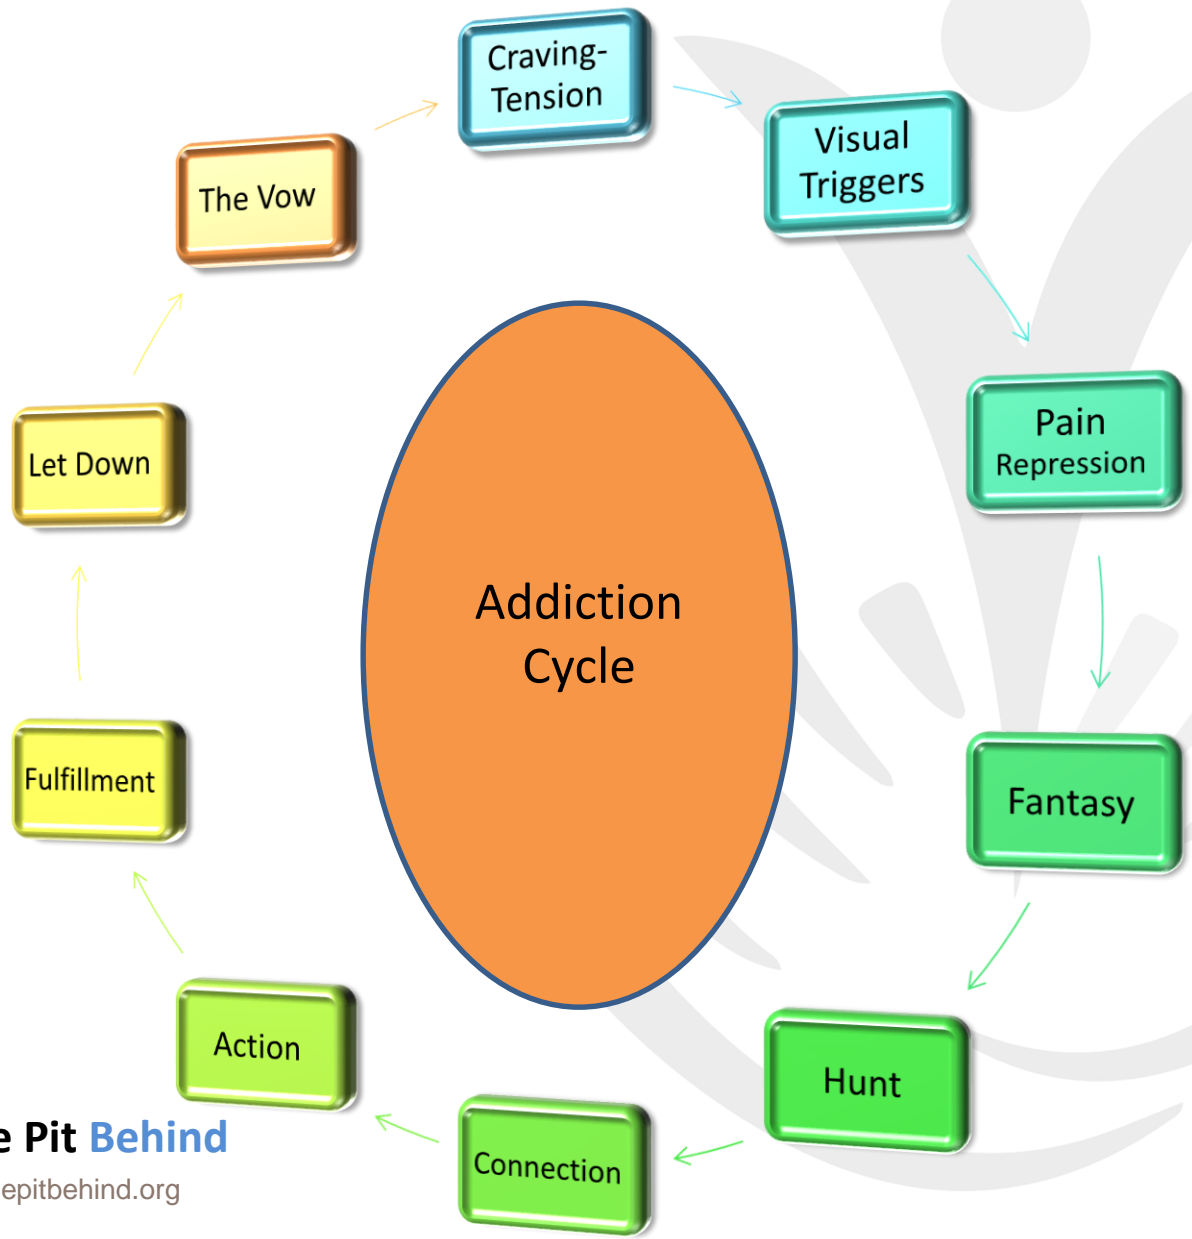 Craving-
Tension
Visual
Triggers
Pain
Repression
Fantasy
Hunt
Connection
Action
Fulfillment
Let Down
The Vow
Addiction
Cycle
e Pit Behind
epitbehind.org